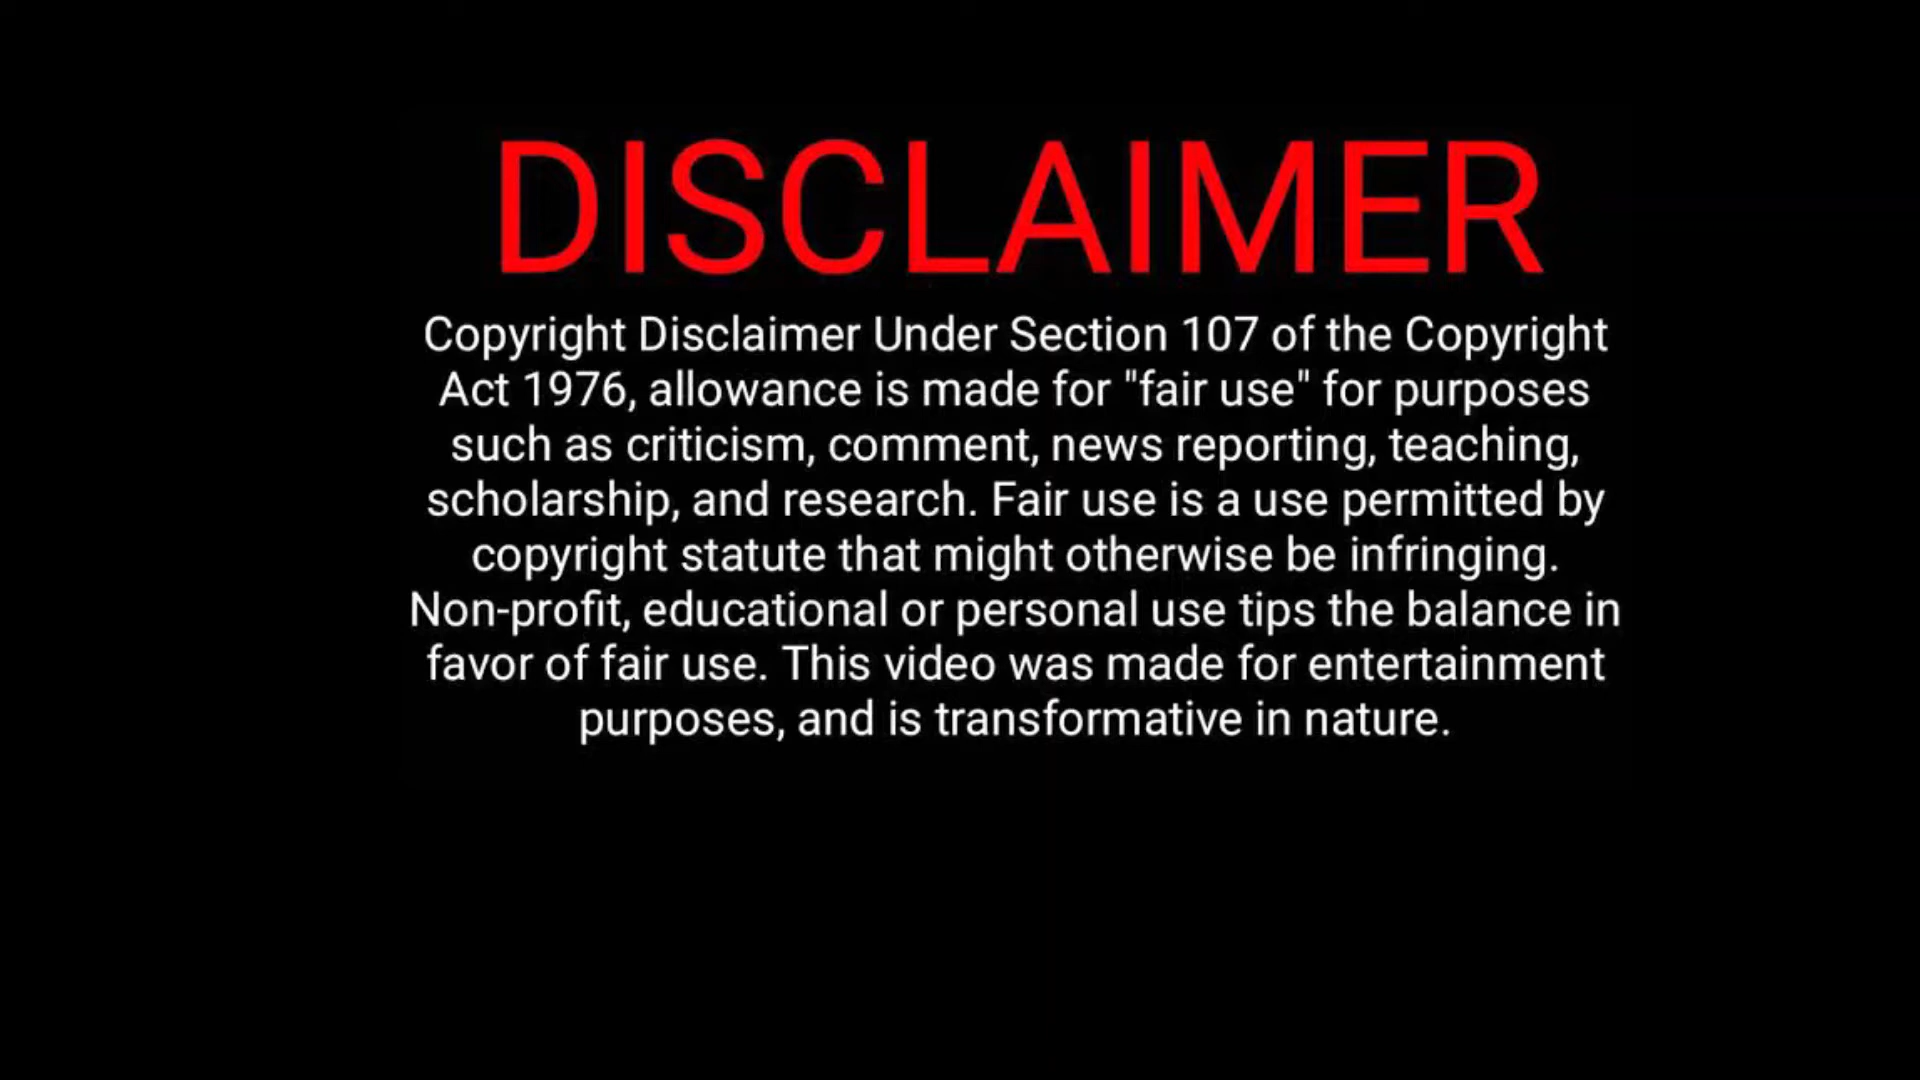 DISCLAIMER
Copyright Disclaimer Under Section 107 of the Copyright
Act 1976, allowance is made for "fair use" for purposes
such as criticism, comment, news reporting, teaching,
scholarship, and research. Fair use is a use permitted by
copyright statute that might otherwise be infringing.
Non-profit, educational or personal use tips the balance in
favor of fair use. This video was made for entertainment
purposes, and is transformative in nature.